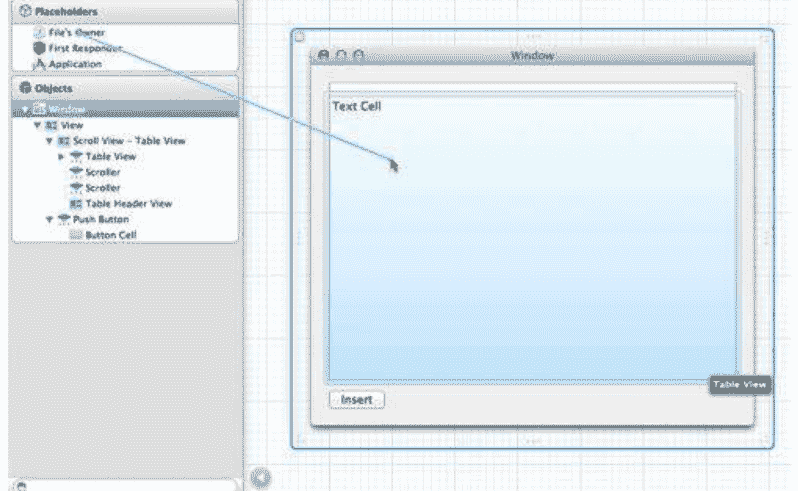 Placeholders
File's Owner
First Responder
Application
Objects
Window
View
Scroll View - Table View
Table View
Scroller
Scroller
Table Header View
Push Button
Button Cell
Window
Text Cell
Table View
Insert